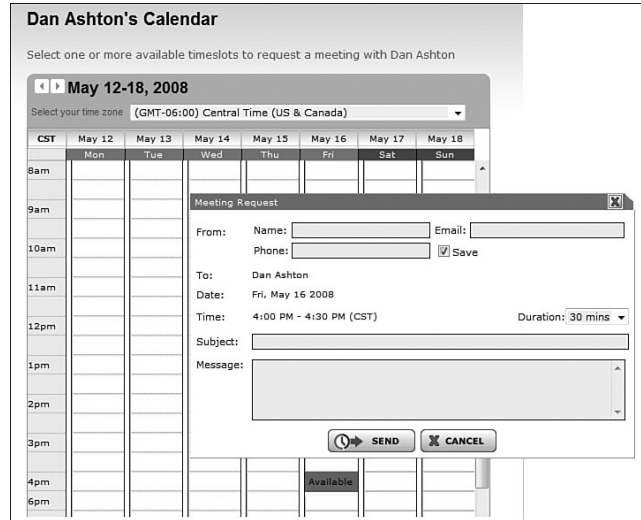 Dan Ashton's Calendar
Select one or more available timeslots to request a meeting with Dan Ashton
May 12-18, 2008
Select your time zone (GMT-06:00) Central Time (US & Canada)
CST May 12 May 13 May 14 May 15 May 16 May 17 May 18
Mon Tue Wed Thu Fri Sat Sun
8am
9am
10am
11am
12pm
1pm
2pm
3pm
4pm
6pm
Meeting Request
From: Name: Email:
Phone: Save
To: Dan Ashton
Date: Fri, May 16 2008
Time: 4:00 PM - 4:30 PM (CST) Duration: 30 mins
Subject:
Message:
SEND X CANCEL
Available